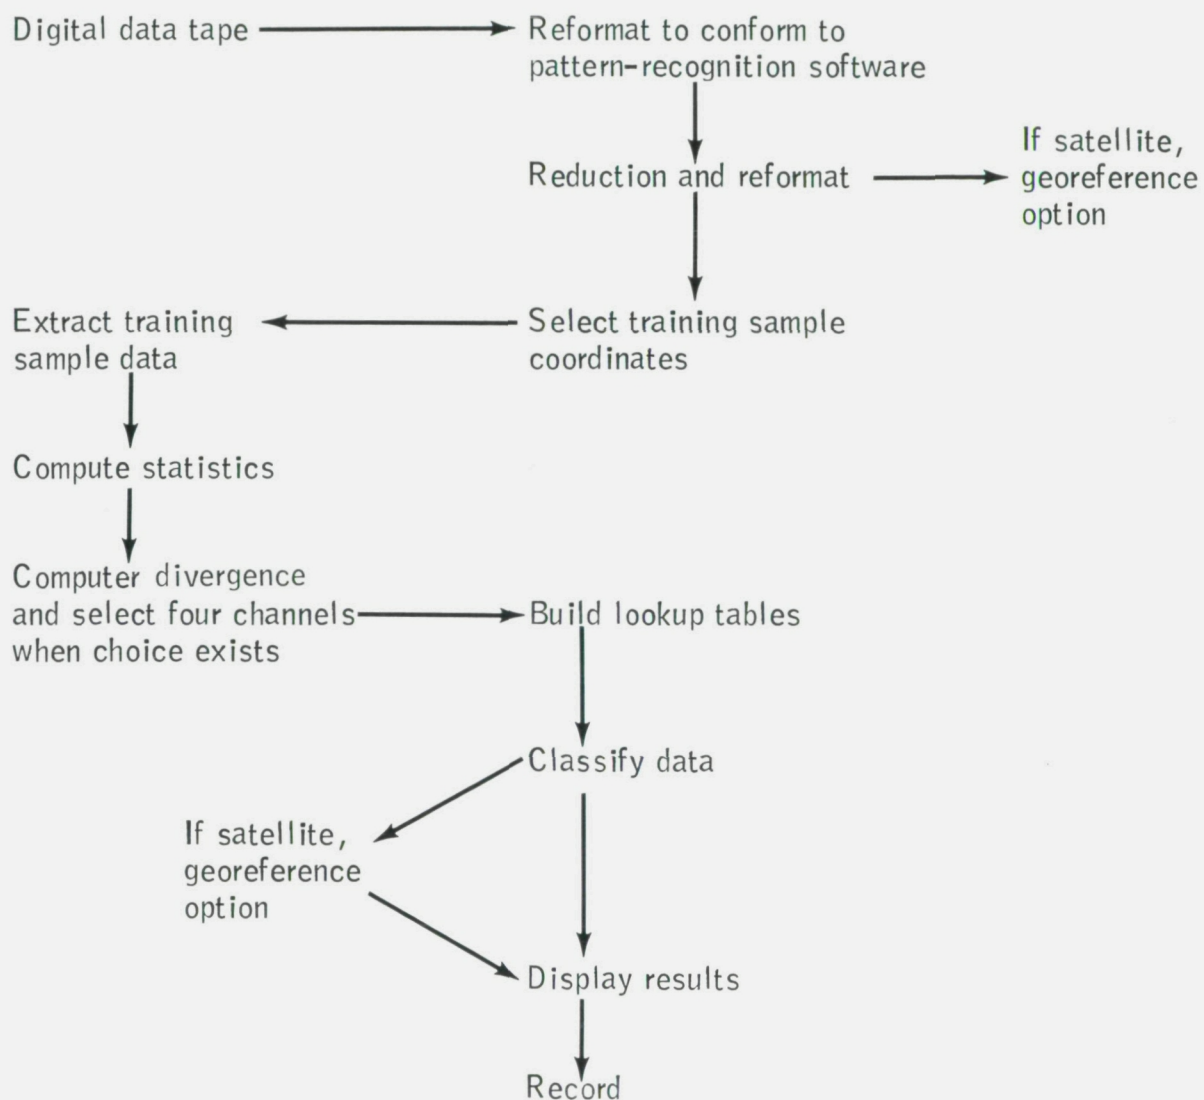 Digital data tape
Reformat to conform to
pattern-recognition software
Reduction and reformat
If satellite,
georeference
option
Select training sample
coordinates
Extract training
sample data
Compute statistics
Computer divergence
and select four channels
when choice exists
Build lookup tables
Classify data
If satellite,
georeference
option
Display results
Record